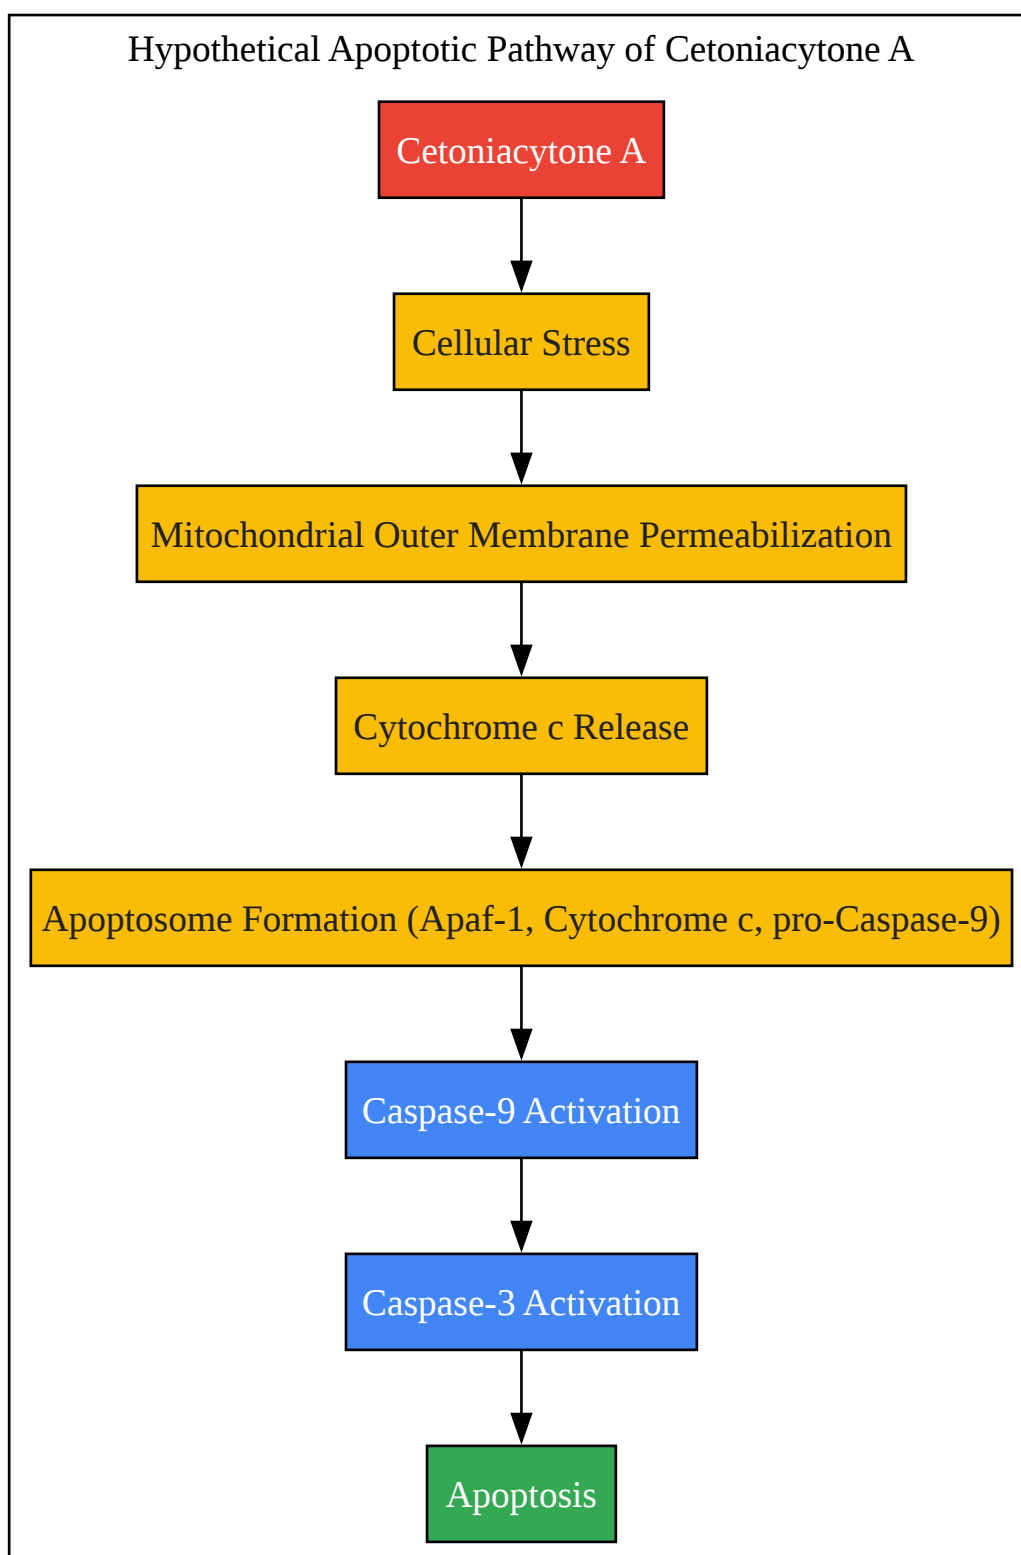 Hypothetical Apoptotic Pathway of Cetoniacytone A
Cetoniacytone A
Cellular Stress
Mitochondrial Outer Membrane Permeabilization
Cytochrome c Release
Apoptosome Formation (Apaf-1, Cytochrome c, pro-Caspase-9)
Caspase-9 Activation
Caspase-3 Activation
Apoptosis